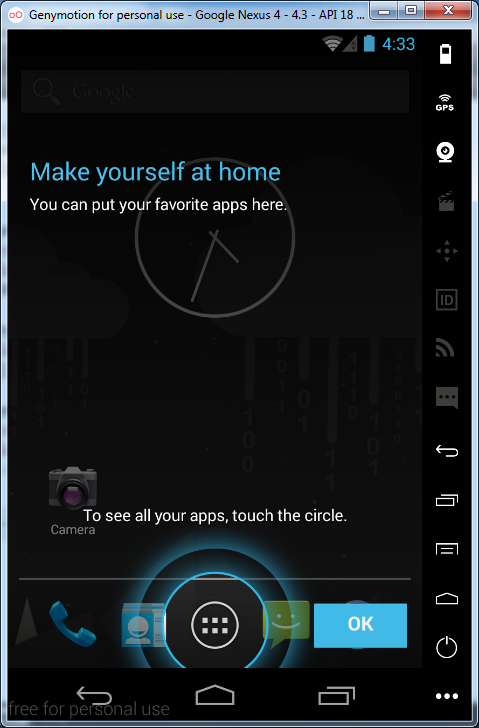 Genymotion for personal use - Google Nexus 4 - 4.3 - API 18 ...
4:33
Google
GPS
Make yourself at home
You can put your favorite apps here.
ID
To see all your apps, touch the circle.
Camera
OK
free for personal use